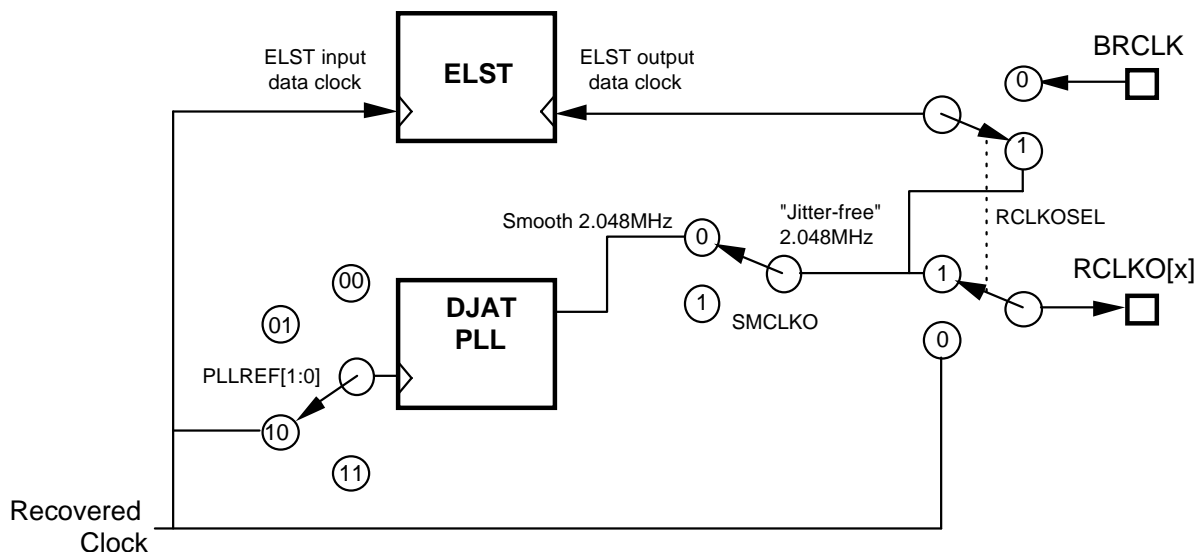 ELST input
data clock
ELST
ELST output
data clock
BRCLK
0
1
RCLKOSEL
Smooth 2.048MHz
0
"Jitter-free"
2.048MHz
1
SMCLKO
1
RCLKO[x]
0
00
01
DJAT
PLL
PLLREF[1:0]
10
11
Recovered
Clock